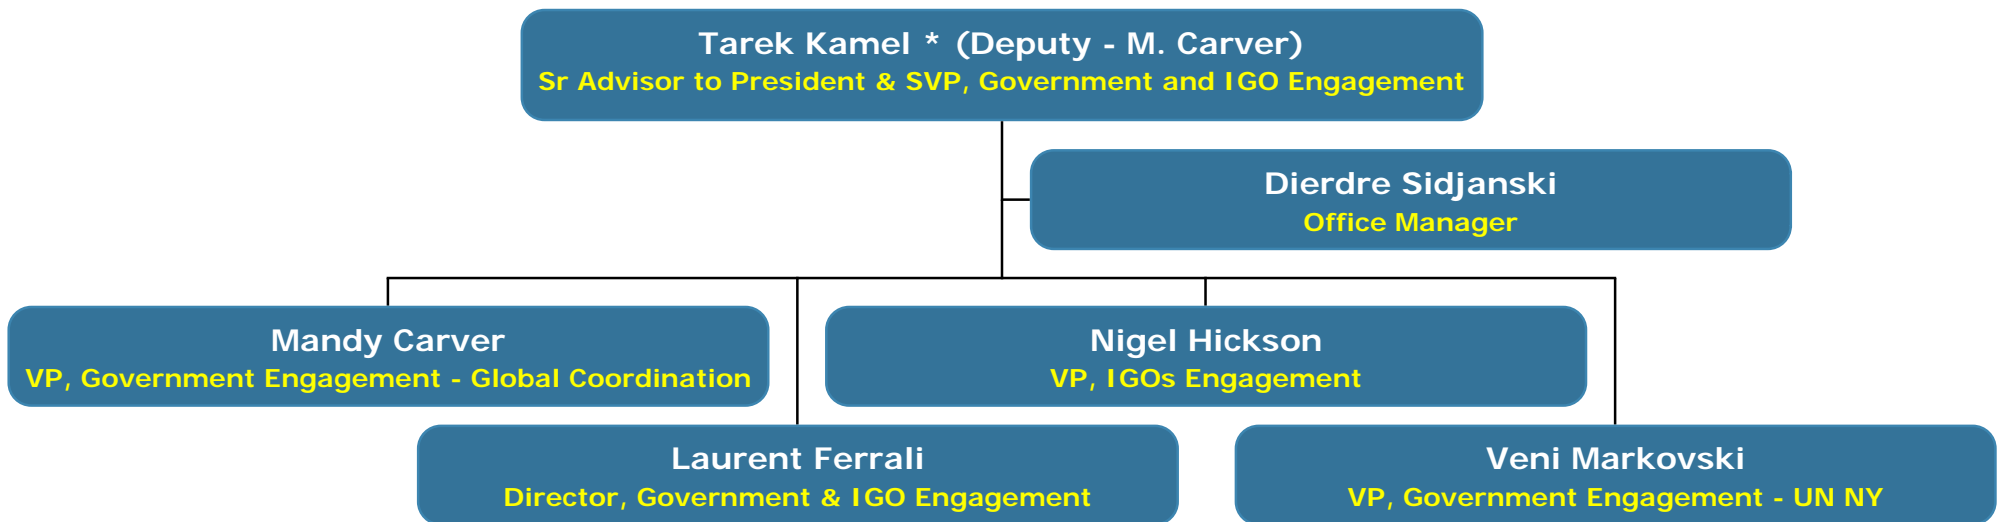 Tarek Kamel * (Deputy - M. Carver)
Sr Advisor to President & SVP, Government and IGO Engagement
Dierdre Sidjanski
Office Manager
Mandy Carver
VP, Government Engagement - Global Coordination
Nigel Hickson
VP, IGOs Engagement
Laurent Ferrali
Director, Government & IGO Engagement
Veni Markovski
VP, Government Engagement - UN NY